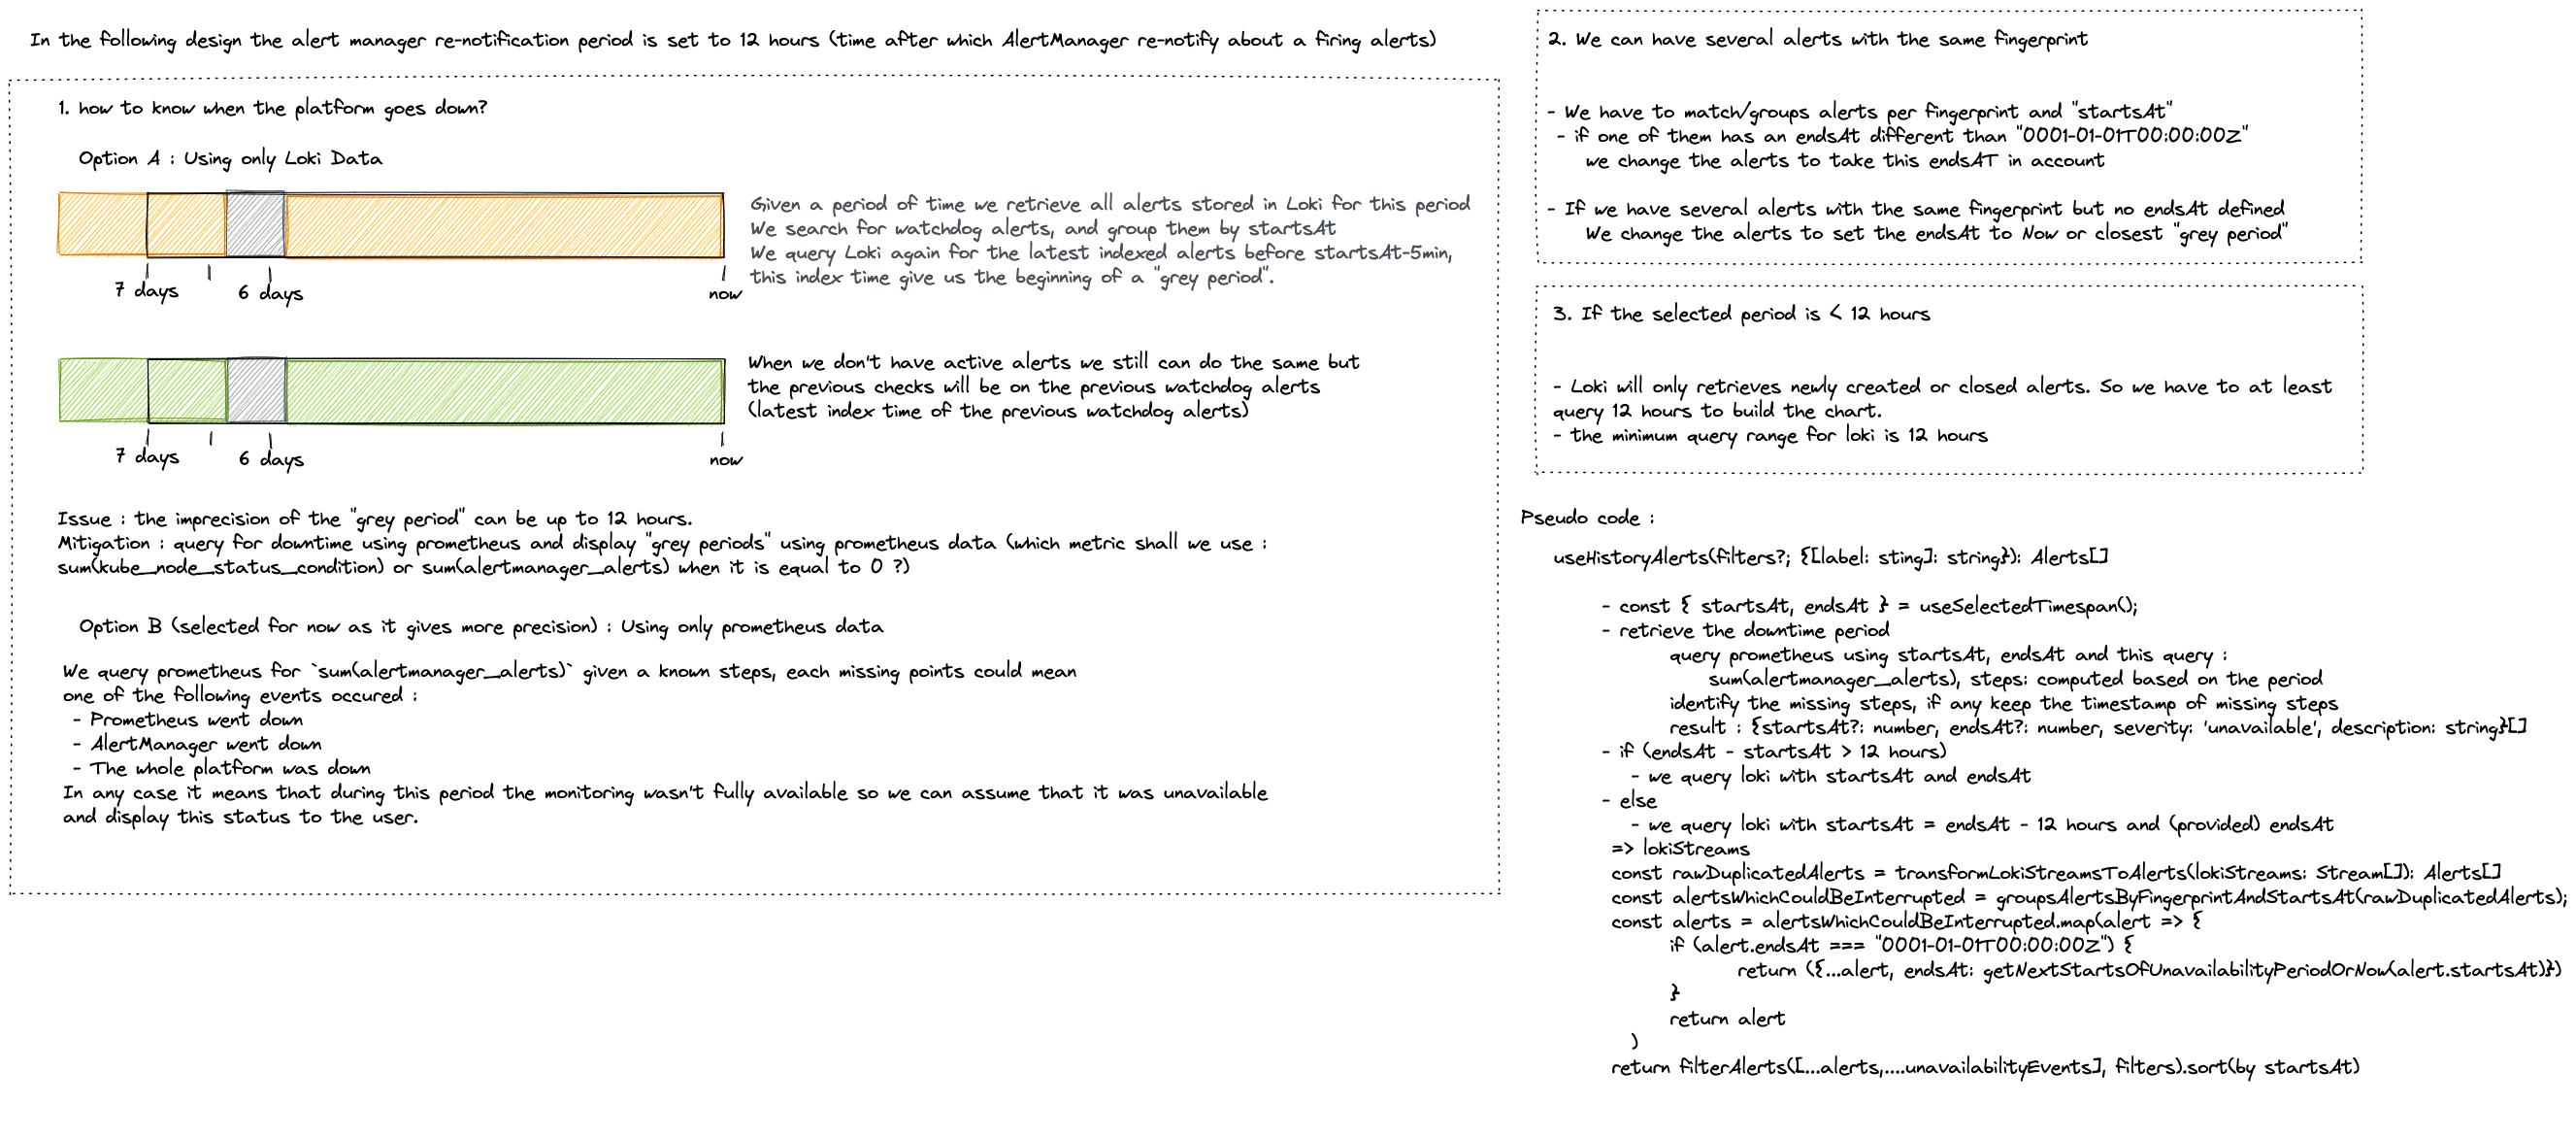 In the following design the alert manager re-notification period is set to 12 hours (time after which AlertManager re-notify about a firing alerts)
1. how to know when the platform goes down?
Option A : Using only Loki Data
Given a period of time we retrieve all alerts stored in Loki for this period
We search for watchdog alerts, and group them by startsAt
We query Loki again for the latest indexed alerts before startsAt-5min,
this index time give us the beginning of a "grey period".
7 days
6 days
now
When we don't have active alerts we still can do the same but
the previous checks will be on the previous watchdog alerts
(latest index time of the previous watchdog alerts)
7 days
6 days
now
Issue : the imprecision of the "grey period" can be up to 12 hours.
Mitigation : query for downtime using prometheus and display "grey periods" using prometheus data (which metric shall we use :
sum(kube_node_status_condition) or sum(alertmanager_alerts) when it is equal to 0 ?)
Option B (selected for now as it gives more precision) : Using only prometheus data
We query prometheus for `sum(alertmanager_alerts)` given a known steps, each missing points could mean
one of the following events occured :
- Prometheus went down
- AlertManager went down
- The whole platform was down
In any case it means that during this period the monitoring wasn't fully available so we can assume that it was unavailable
and display this status to the user.
2. We can have several alerts with the same fingerprint
- We have to match/groups alerts per fingerprint and "startsAt"
- if one of them has an endsAt different than "0001-01-01T00:00:00Z"
we change the alerts to take this endsAT in account
- If we have several alerts with the same fingerprint but no endsAt defined
We change the alerts to set the endsAt to Now or closest "grey period"
3. If the selected period is < 12 hours
- Loki will only retrieves newly created or closed alerts. So we have to at least
query 12 hours to build the chart.
- the minimum query range for loki is 12 hours
Pseudo code :
useHistoryAlerts(filters?; {[label: sting]: string}): Alerts[]
- const { startsAt, endsAt } = useSelectedTimespan();
- retrieve the downtime period
query prometheus using startsAt, endsAt and this query :
sum(alertmanager_alerts), steps: computed based on the period
identify the missing steps, if any keep the timestamp of missing steps
result : {startsAt?: number, endsAt?: number, severity: 'unavailable', description: string}[]
- if (endsAt - startsAt > 12 hours)
- we query loki with startsAt and endsAt
- else
- we query loki with startsAt = endsAt - 12 hours and (provided) endsAt
=> lokiStreams
const rawDuplicatedAlerts = transformLokiStreamsToAlerts(lokiStreams: Stream[]): Alerts[]
const alertsWhichCouldBeInterrupted = groupsAlertsByFingerprintAndStartsAt(rawDuplicatedAlerts);
const alerts = alertsWhichCouldBeInterrupted.map(alert => {
if (alert.endsAt === "0001-01-01T00:00:00Z") {
return ({...alert, endsAt: getNextStartsOfUnavailabilityPeriodOrNow(alert.startsAt)})
}
return alert
)
return filterAlerts([...alerts,....unavailabilityEvents], filters).sort(by startsAt)